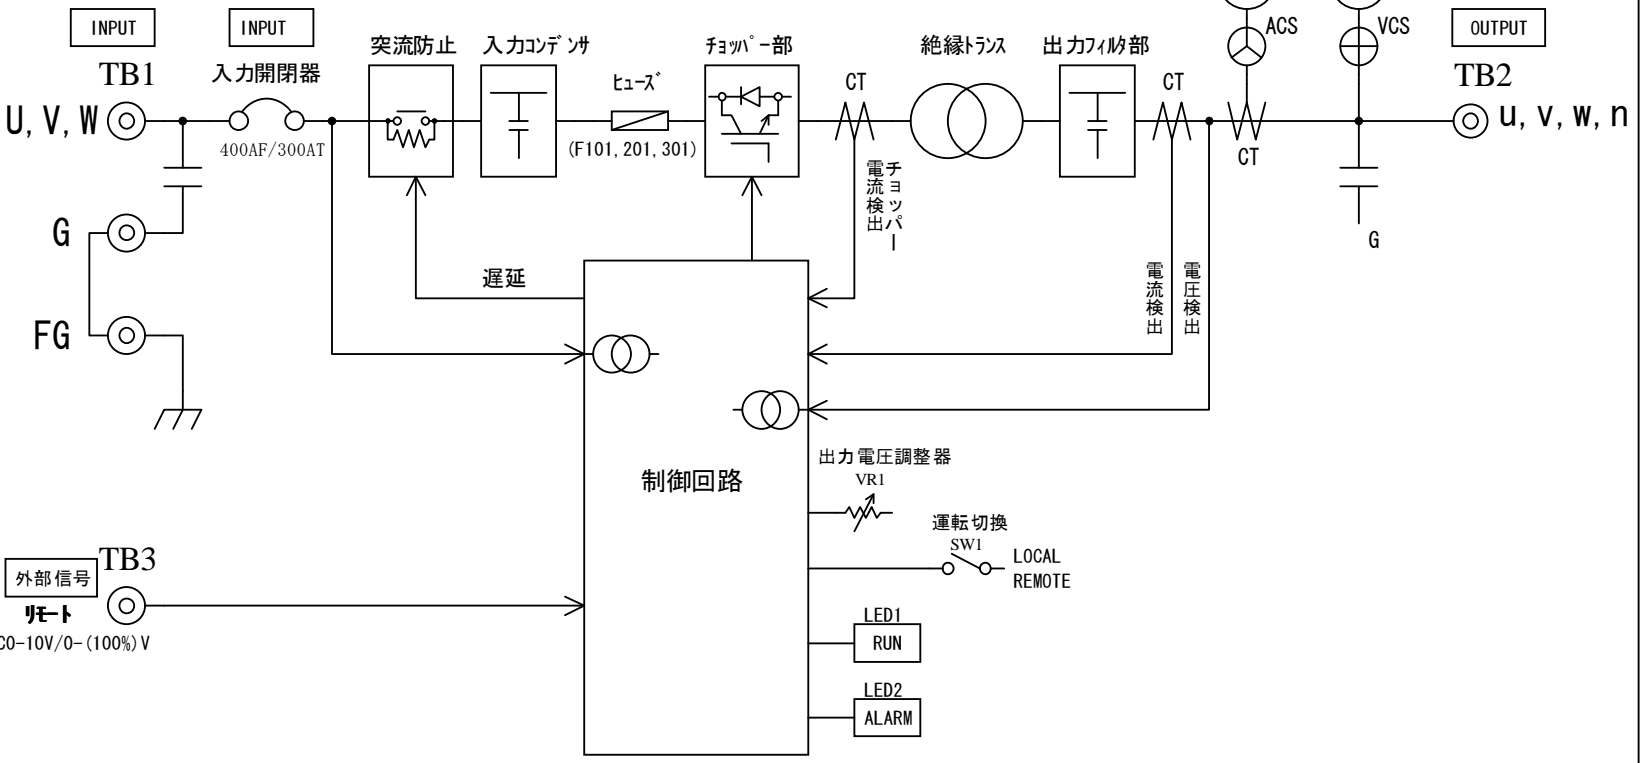 INPUT
INPUT
OUTPUT
ACS
VCS
突流防止
入力コンデンサ
チョッパー部
絶縁トランス
出力フィルタ部
TB1
入力開閉器
ヒューズ
CT
CT
TB2
U, V, W
400AF/300AT
(F101, 201, 301)
CT
u, v, w, n
チョッパー
電流検出
G
G
遅延
電流検出
電圧検出
FG
出力電圧調整器
VR1
制御回路
運転切換
SW1
LOCAL
REMOTE
TB3
外部信号
リモート
C0-10V/0-(100%)V
LED1
RUN
LED2
ALARM